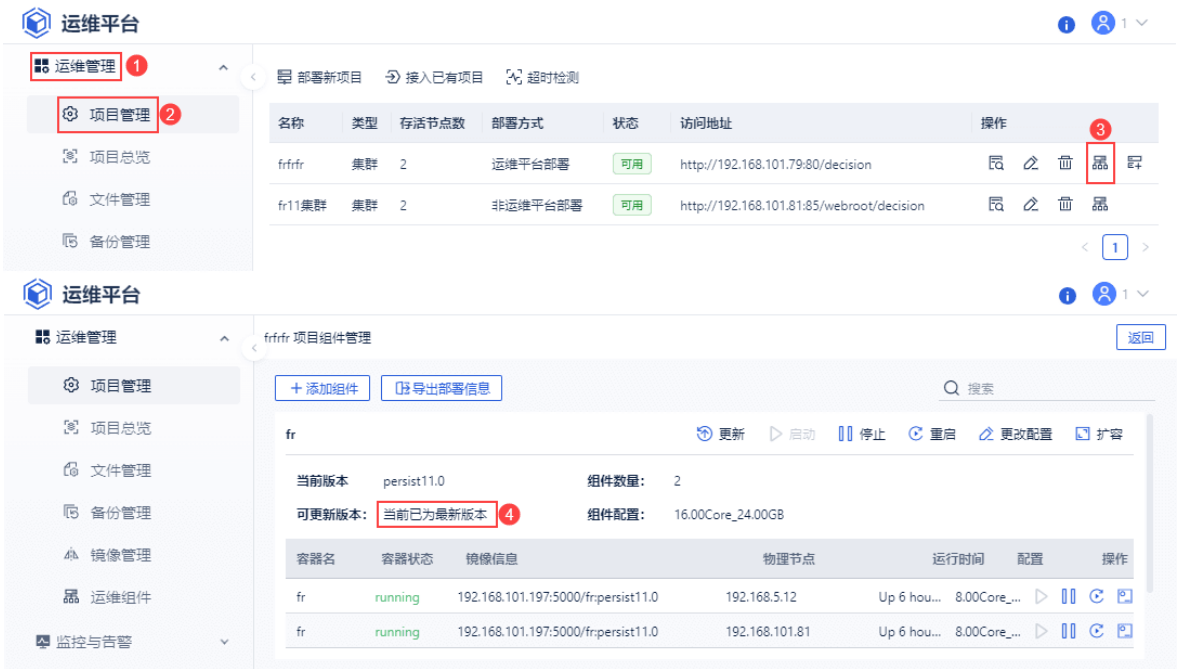 运维平台
1
运维管理 1
部署新项目 接入已有项目 超时检测
项目管理 2
名称 类型 存活节点数 部署方式 状态 访问地址 操作 3
项目总览
frfrfr 集群 2 运维平台部署 可用 http://192.168.101.79:80/decision
文件管理
fr11集群 集群 2 非运维平台部署 可用 http://192.168.101.81:85/webroot/decision
备份管理
< 1 >
运维平台
1
运维管理
frfrfr 项目组件管理 返回
项目管理
+ 添加组件 导出部署信息 搜索
项目总览
fr 更新 启动 停止 重启 更改配置 扩容
文件管理
当前版本 persist11.0 组件数量: 2
备份管理
可更新版本: 当前已为最新版本 4 组件配置: 16.00Core_24.00GB
镜像管理
容器名 容器状态 镜像信息 物理节点 运行时间 配置 操作
运维组件
fr running 192.168.101.197:5000/fr:persist11.0 192.168.5.12 Up 6 hou... 8.00Core_...
fr running 192.168.101.197:5000/fr:persist11.0 192.168.101.81 Up 6 hou... 8.00Core_...
监控与告警